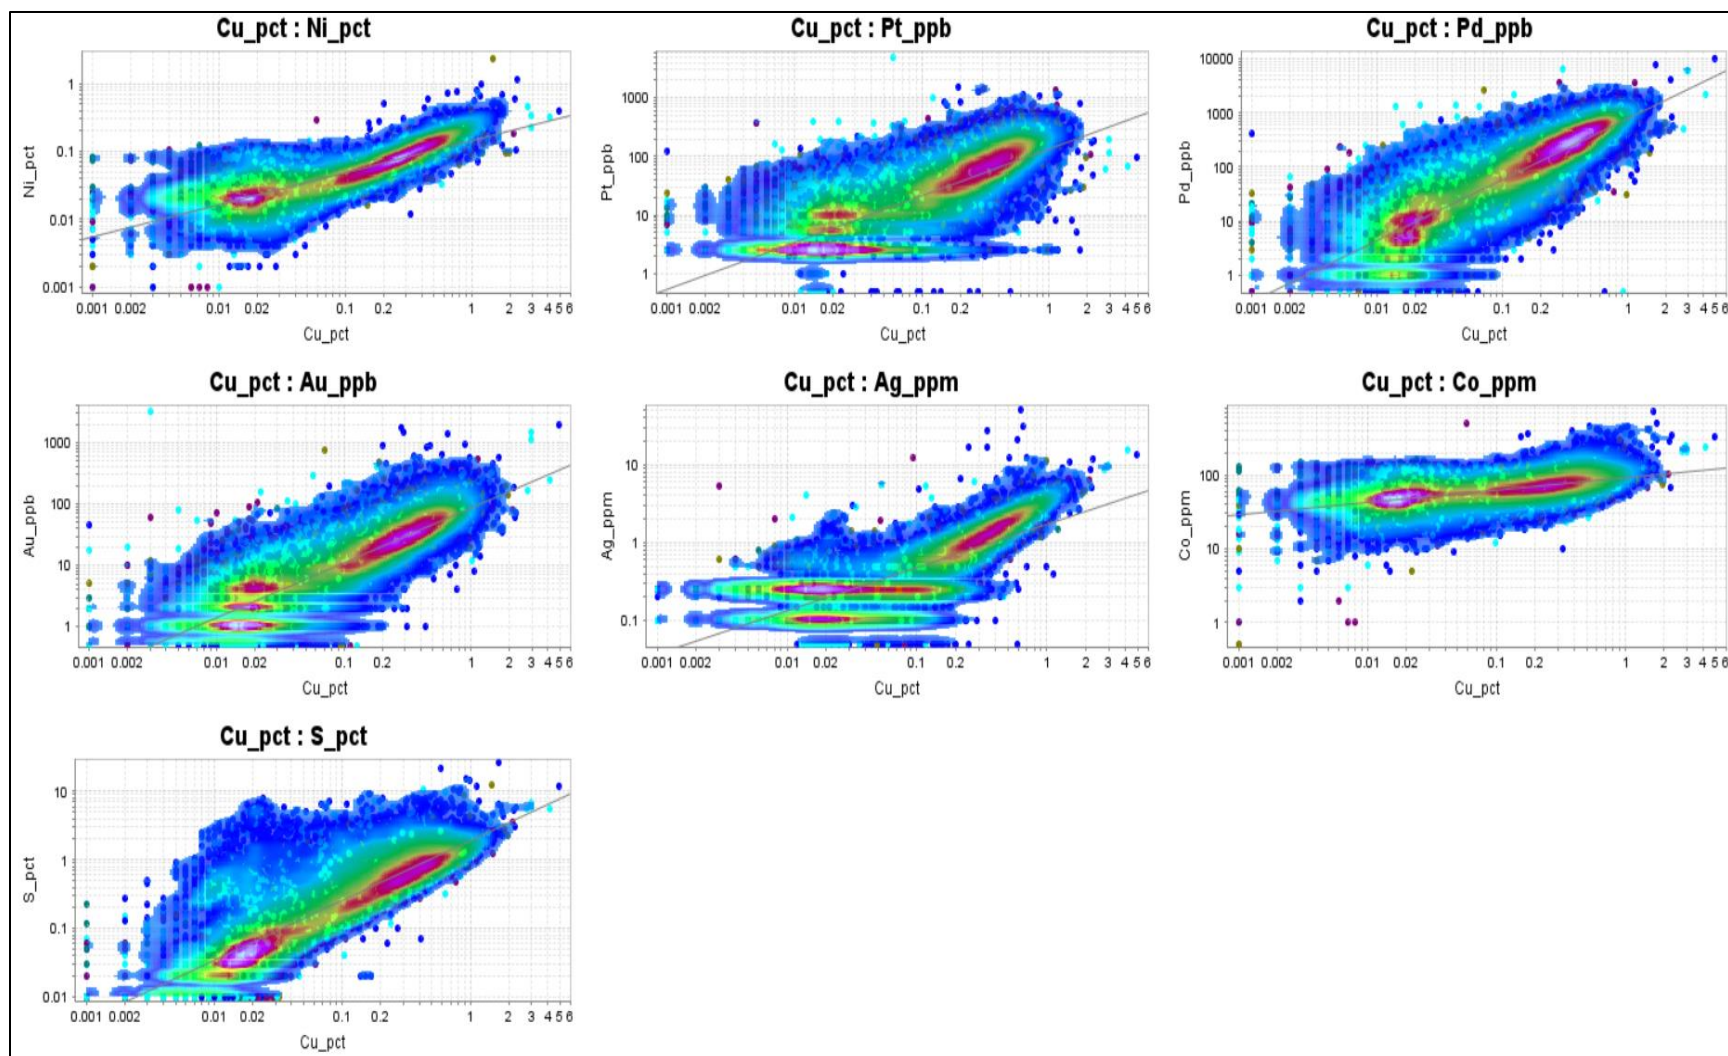 Cu_pct : Ni_pct
Ni_pct
1
0.1
0.01
0.001
0.001 0.002 0.01 0.02 0.1 0.2 1 2 3 4 5 6
Cu_pct
Cu_pct : Pt_ppb
Pt_ppb
1000
100
10
1
0.001 0.002 0.01 0.02 0.1 0.2 1 2 3 4 5 6
Cu_pct
Cu_pct : Pd_ppb
Pd_ppb
10000
1000
100
10
1
0.001 0.002 0.01 0.02 0.1 0.2 1 2 3 4 5 6
Cu_pct
Cu_pct : Au_ppb
Au_ppb
1000
100
10
1
0.001 0.002 0.01 0.02 0.1 0.2 1 2 3 4 5 6
Cu_pct
Cu_pct : Ag_ppm
Ag_ppm
10
1
0.1
0.001 0.002 0.01 0.02 0.1 0.2 1 2 3 4 5 6
Cu_pct
Cu_pct : Co_ppm
Co_ppm
100
10
1
0.001 0.002 0.01 0.02 0.1 0.2 1 2 3 4 5 6
Cu_pct
Cu_pct : S_pct
S_pct
10
1
0.1
0.01
0.001 0.002 0.01 0.02 0.1 0.2 1 2 3 4 5 6
Cu_pct